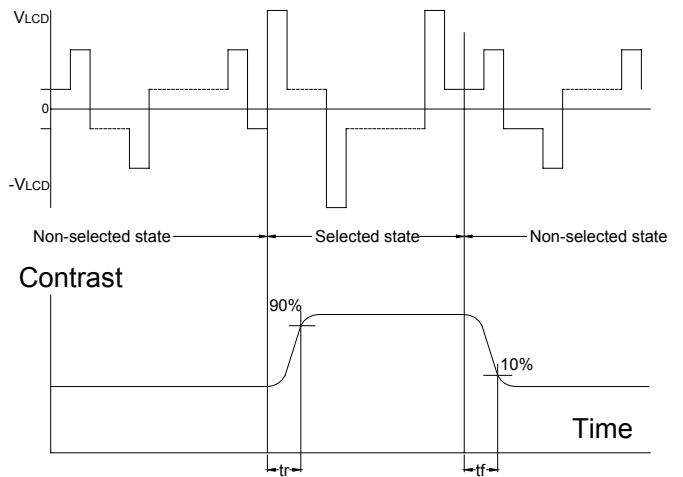 VLCD
0
-VLCD
Non-selected state Selected state Non-selected state
Contrast
90%
10%
Time
tr tf